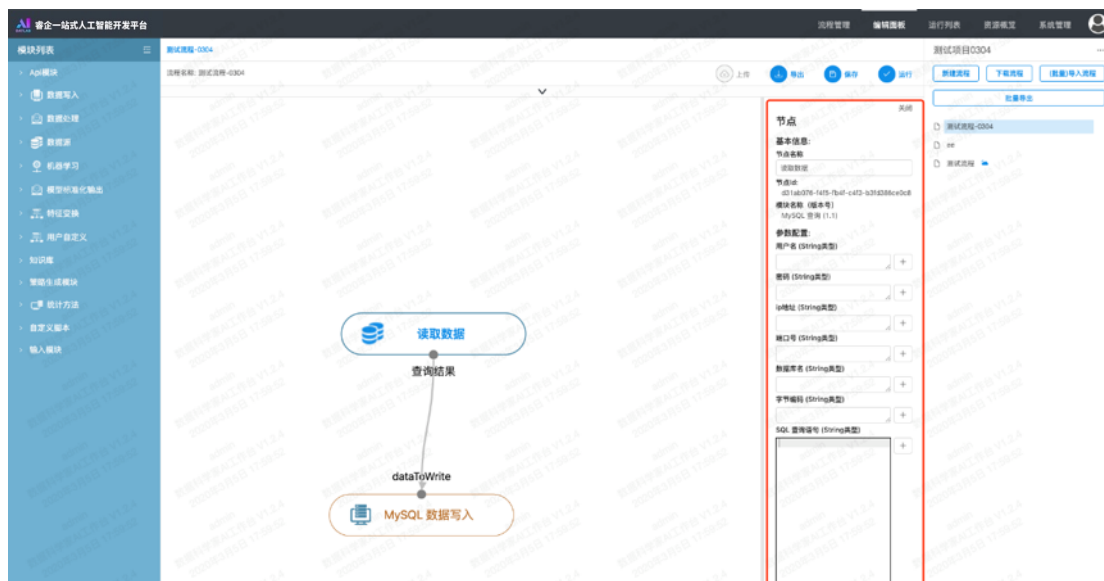 睿企一站式人工智能开发平台
流程管理
编辑面板
运行列表
资源概览
系统管理
模块列表
Api模块
数据写入
数据处理
数据源
机器学习
模型标准化输出
特征变换
用户自定义
知识库
策略生成模块
统计方法
自定义脚本
输入模块
测试流程-0304
流程名称: 测试流程-0304
上传
导出
保存
运行
读取数据
查询结果
dataToWrite
MySQL 数据写入
关闭
节点
基本信息:
节点名称
读取数据
节点id:
模块名称 (版本号)
MySQL 查询 (1.1)
参数配置:
用户名 (String类型)
密码 (String类型)
ip地址 (String类型)
端口号 (String类型)
数据库名 (String类型)
字节编码 (String类型)
SQL 查询语句 (String类型)
测试项目0304
新建流程
下载流程
(批量)导入流程
批量导出
测试流程-0304
测试流程